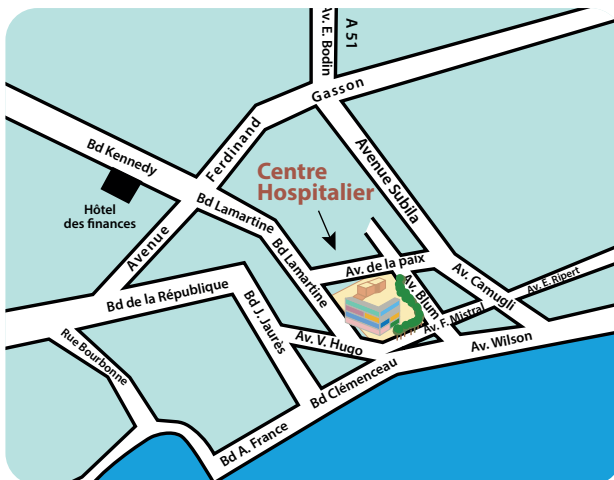 Av. E. Bodin
A 51
Gasson
Ferdinand
Avenue
Bd Kennedy
Hôtel
des finances
Bd Lamartine
Centre
Hospitalier
Avenue Subila
Bd Lamartine
Av. de la paix
Av. Camugli
Av. E. Ripert
Av. Blum
Av. F. Mistral
Bd de la République
Bd J. Jaurès
Av. V. Hugo
Av. Wilson
Rue Bourbonne
Bd Clémenceau
Bd A. France